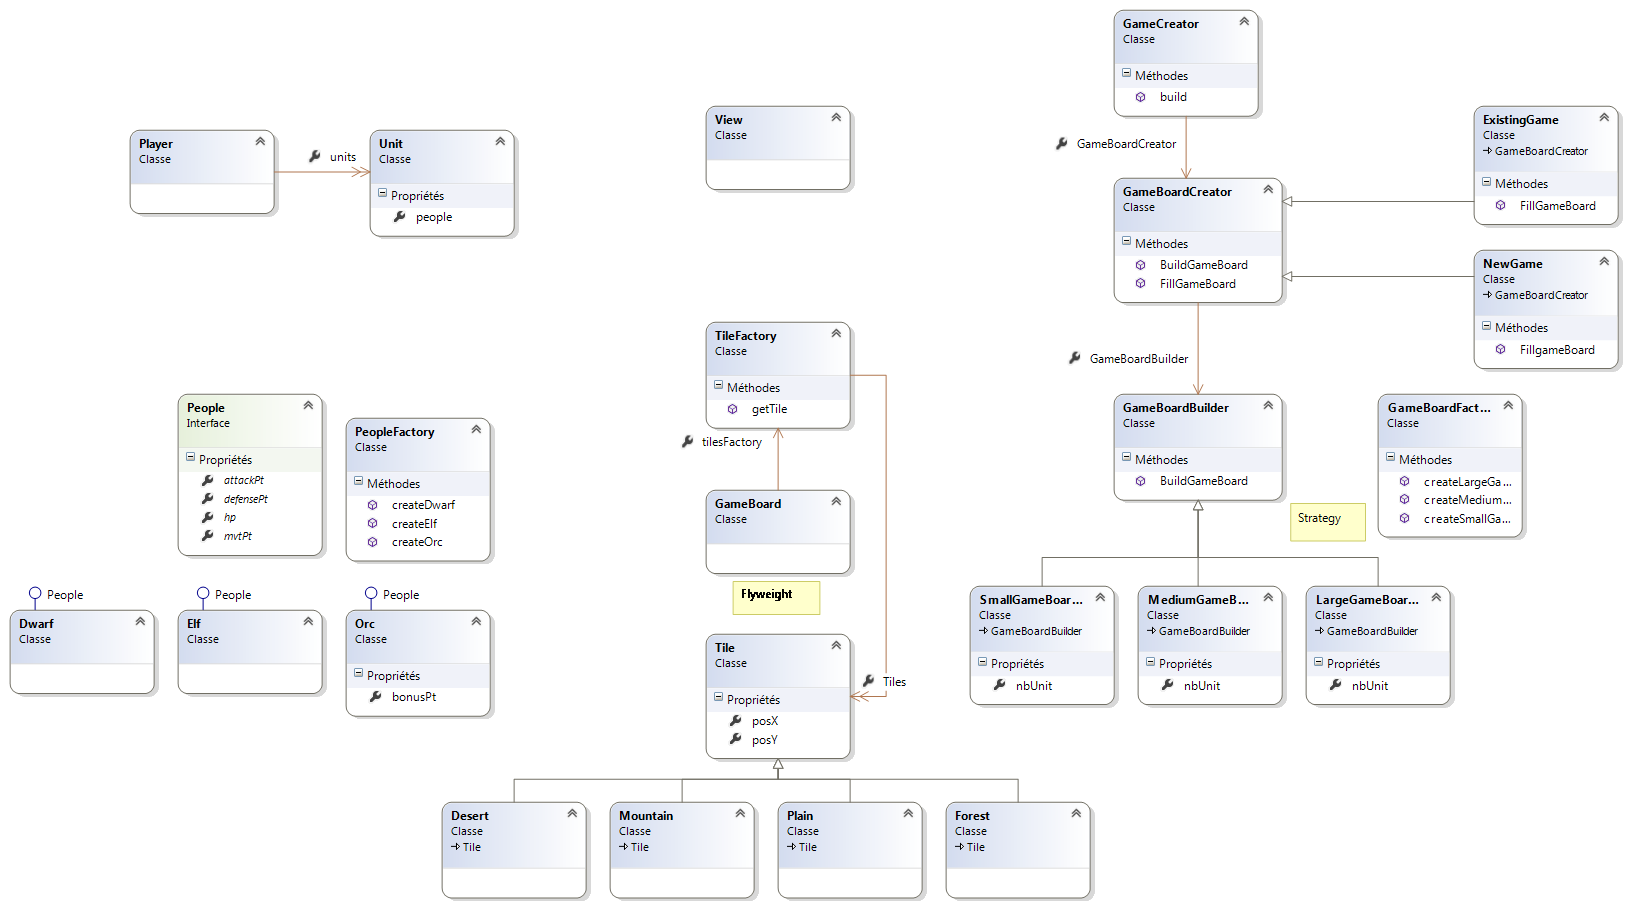 GameCreator
Classe
Méthodes
build
GameBoardCreator
Player
Classe
units
Unit
Classe
Propriétés
people
View
Classe
GameBoardCreator
Classe
Méthodes
BuildGameBoard
FillGameBoard
ExistingGame
Classe
GameBoardCreator
Méthodes
FillGameBoard
NewGame
Classe
GameBoardCreator
Méthodes
FillgameBoard
GameBoardBuilder
TileFactory
Classe
Méthodes
getTile
tilesFactory
People
Interface
Propriétés
attackPt
defensePt
hp
mvtPt
PeopleFactory
Classe
Méthodes
createDwarf
createElf
createOrc
GameBoard
Classe
Flyweight
GameBoardBuilder
Classe
Méthodes
BuildGameBoard
Strategy
GameBoardFact...
Classe
Méthodes
createLargeGa...
createMedium...
createSmallGa...
People
Dwarf
Classe
People
Elf
Classe
People
Orc
Classe
Propriétés
bonusPt
Tile
Classe
Propriétés
posX
posY
Tiles
SmallGameBoar...
Classe
GameBoardBuilder
Propriétés
nbUnit
MediumGameB...
Classe
GameBoardBuilder
Propriétés
nbUnit
LargeGameBoar...
Classe
GameBoardBuilder
Propriétés
nbUnit
Desert
Classe
Tile
Mountain
Classe
Tile
Plain
Classe
Tile
Forest
Classe
Tile